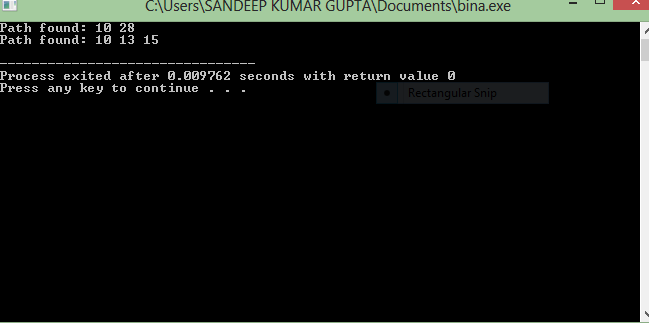 C:\Users\SANDEEP KUMAR GUPTA\Documents\bina.exe
Path found: 10 28
Path found: 10 13 15
--------------------------------
Process exited after 0.009762 seconds with return value 0
Press any key to continue . . .
Rectangular Snip